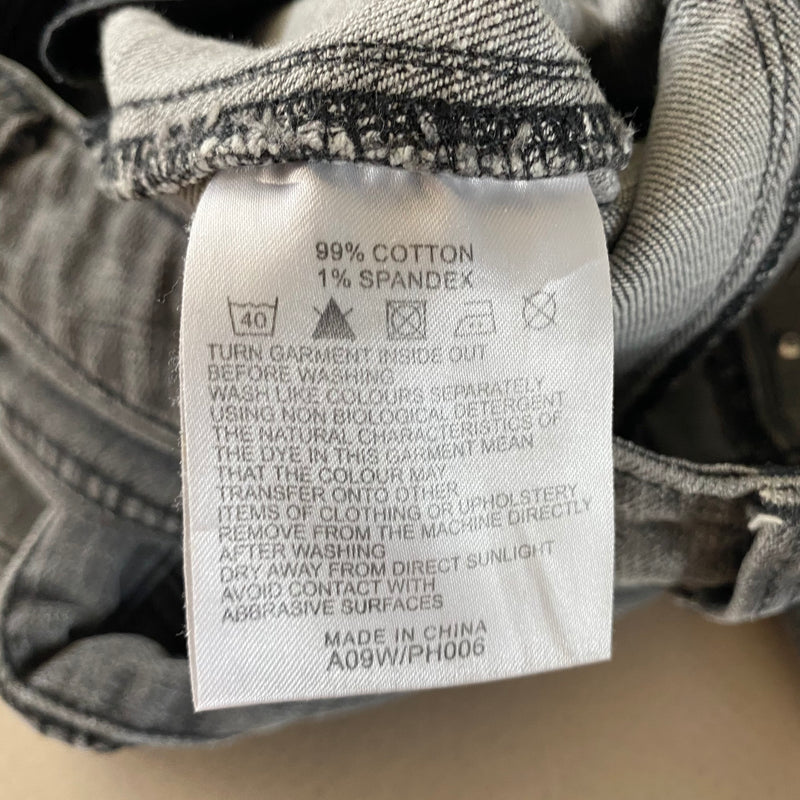 99% COTTON
1% SPANDEX
40
TURN GARMENT INSIDE OUT
BEFORE WASHING
WASH LIKE COLOURS SEPARATELY
USING NON BIOLOGICAL DETERGENT
THE NATURAL CHARACTERISTICS OF
THE DYE IN THIS GARMENT MEAN
THAT THE COLOUR MAY
TRANSFER ONTO OTHER
ITEMS OF CLOTHING OR UPHOLSTERY
REMOVE FROM THE MACHINE DIRECTLY
AFTER WASHING
DRY AWAY FROM DIRECT SUNLIGHT
AVOID CONTACT WITH
ABBRASIVE SURFACES
MADE IN CHINA
A09W/PH006